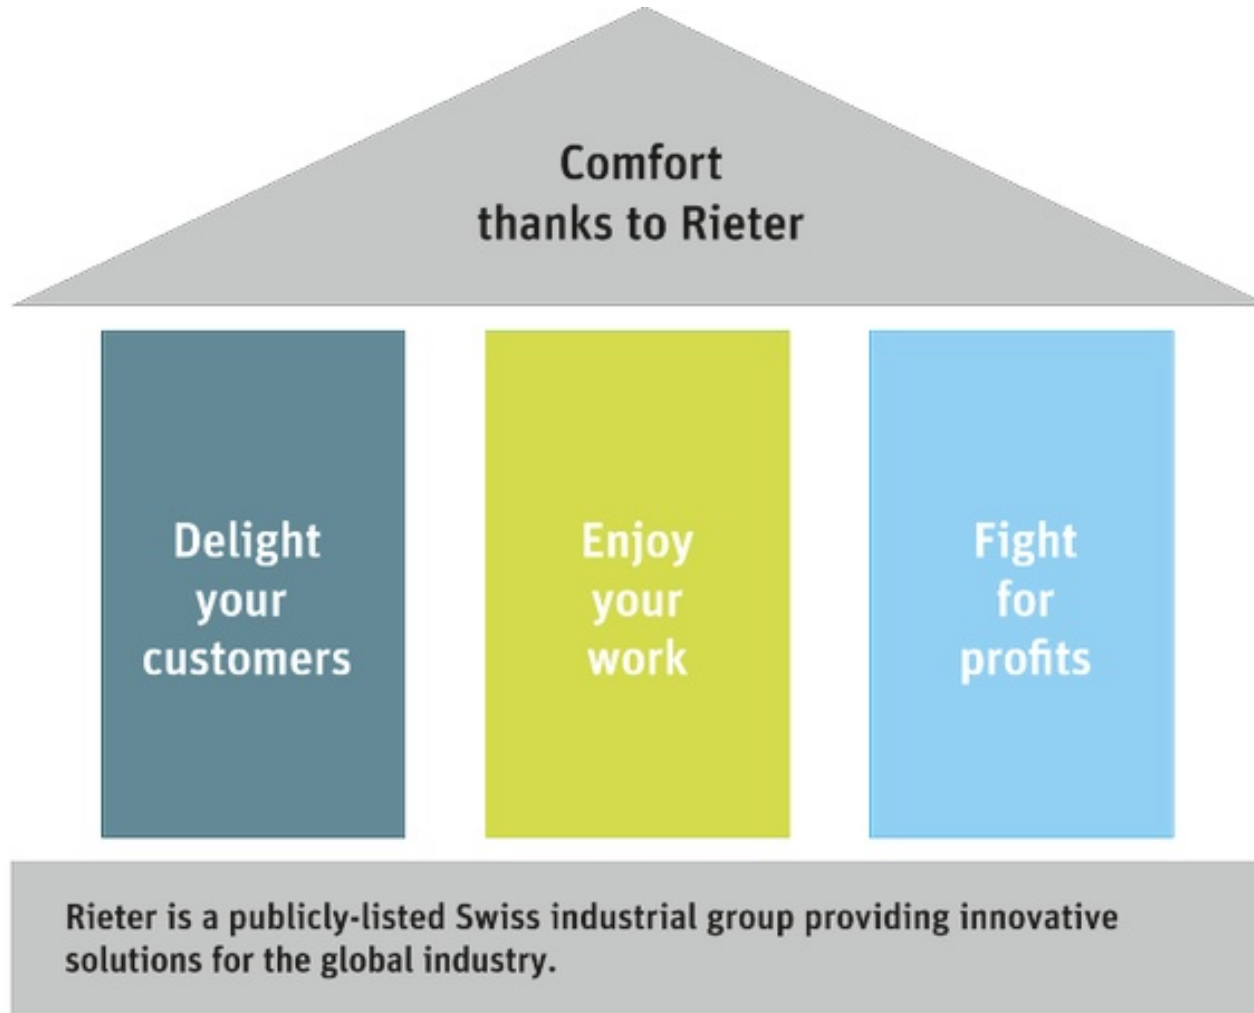 Comfort
thanks to Rieter
Delight
your
customers
Enjoy
your
work
Fight
for
profits
Rieter is a publicly-listed Swiss industrial group providing innovative
solutions for the global industry.